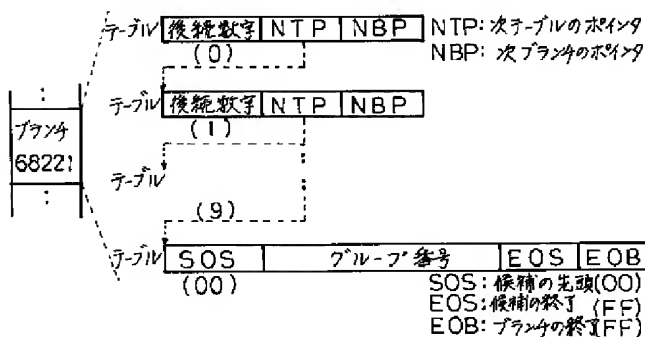 テーブル 後続数字 NTP NBP NTP:次テーブルのポインタ
(0) NBP:次ブランチのポインタ
テーブル 後続数字 NTP NBP
(1)
:
ブランチ
68221
:
テーブル
(9)
テーブル SOS グループ番号 EOS EOB
(00) SOS:候補の先頭(00)
EOS:候補の終了 (FF)
EOB:ブランチの終了(FF)